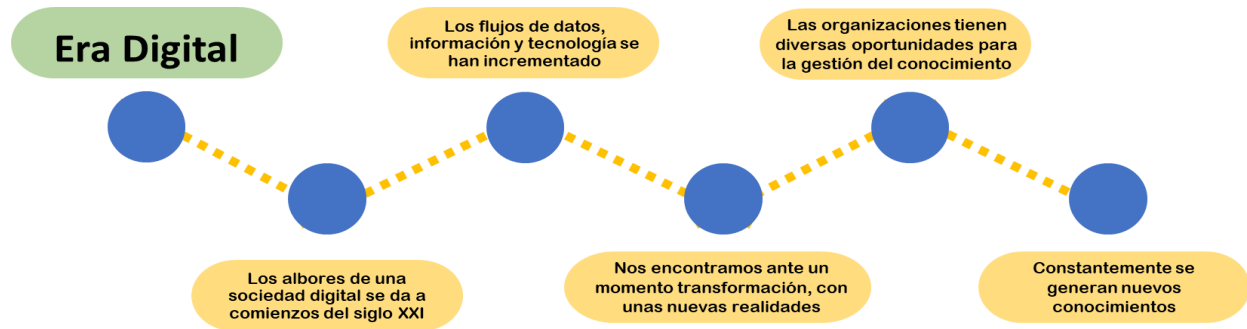 Era Digital
Los flujos de datos,
información y tecnología se
han incrementado
Las organizaciones tienen
diversas oportunidades para
la gestión del conocimiento
Los albores de una
sociedad digital se da a
comienzos del siglo XXI
Nos encontramos ante un
momento transformación, con
unas nuevas realidades
Constantemente se
generan nuevos
conocimientos